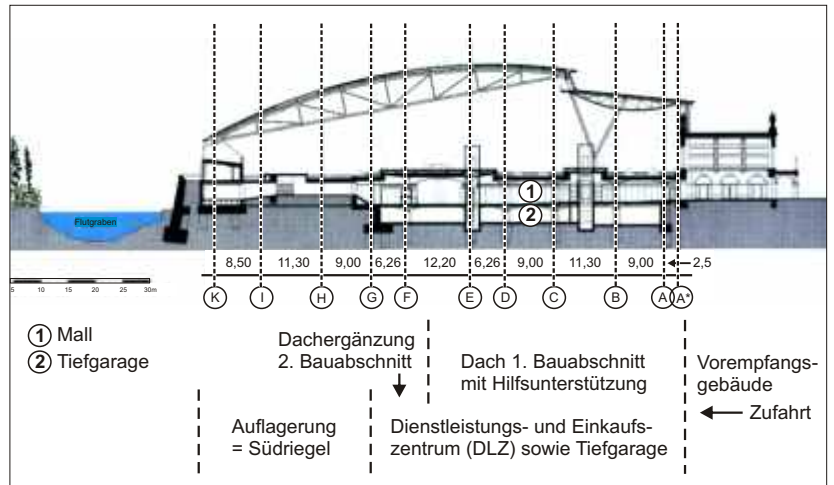 1
2
Flutgraben
8,50 11,30 9,00 6,26 12,20 6,26 9,00 11,30 9,00 2,5
5 10 15 20 25 30m
K I H G F E D C B A A*
1 Mall
2 Tiefgarage
Dachergänzung
2. Bauabschnitt
Dach 1. Bauabschnitt
mit Hilfsunterstützung
Vorempfangs-
gebäude
Zufahrt
Auflagerung
= Südriegel
Dienstleistungs- und Einkaufs-
zentrum (DLZ) sowie Tiefgarage